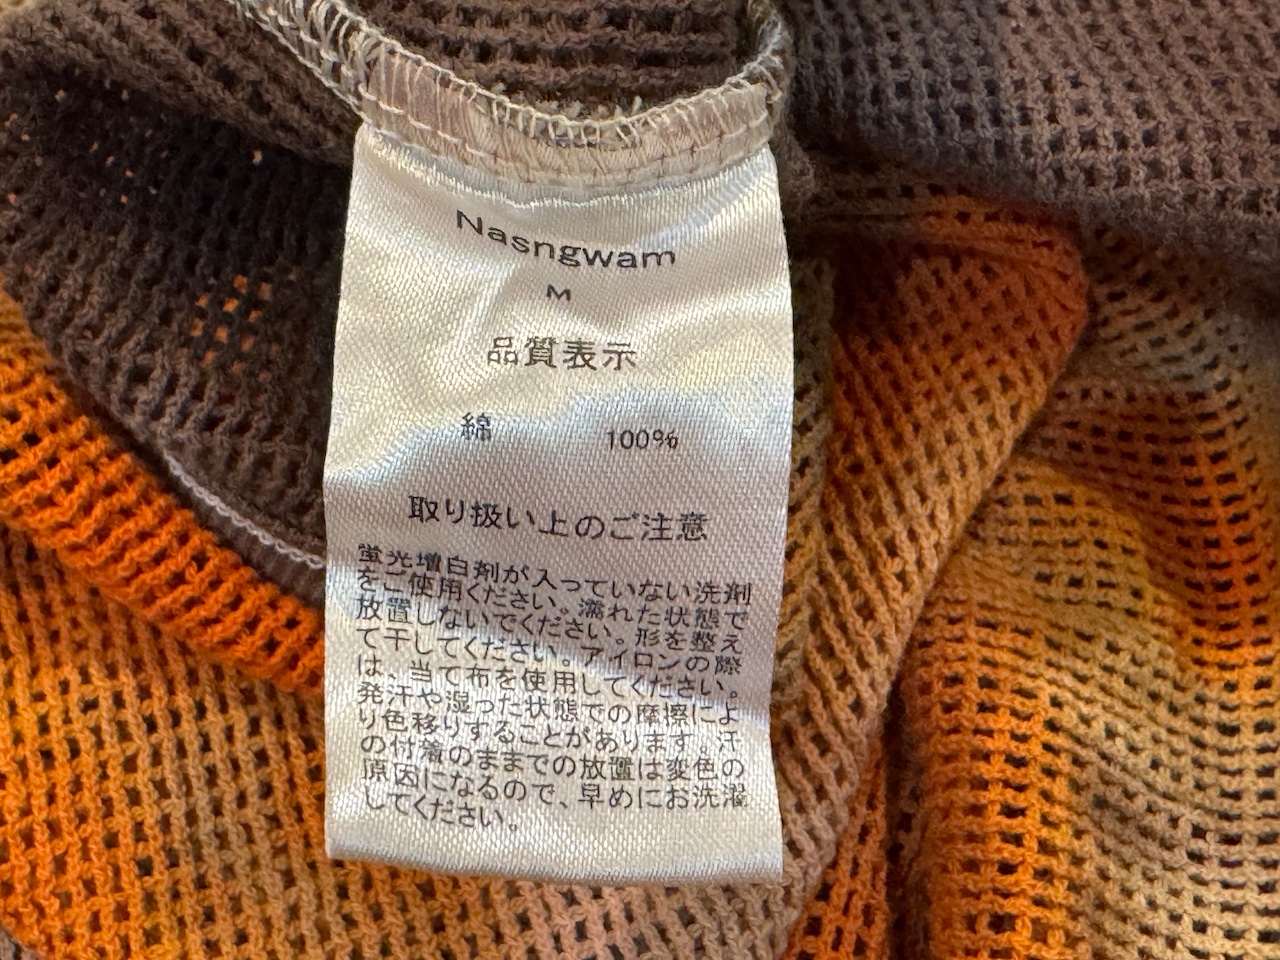 Nasngwam
M
品質表示
綿 100%
取り扱い上のご注意
蛍光増白剤が入っていない洗剤
をご使用ください。濡れた状態で
放置しないでください。形を整え
て干してください。アイロンの際
は、当て布を使用してください。
発汗や湿った状態での摩擦によ
り色移りすることがあります。汗
の付着のままでの放置は変色の
原因になるので、早めにお洗濯
してください。